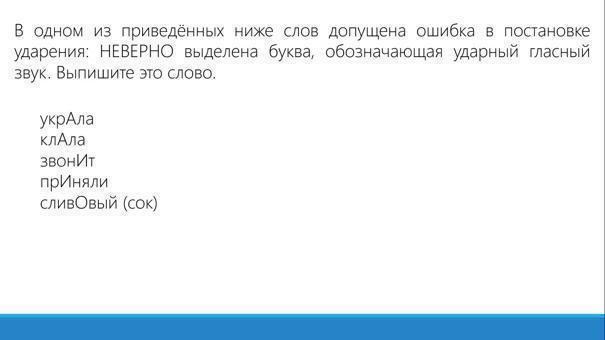 В одном из приведённых ниже слов допущена ошибка в постановке
ударения: НЕВЕРНО выделена буква, обозначающая ударный гласный
звук. Выпишите это слово.
укрАла
клАла
звонИт
прИняли
сливОвый (сок)